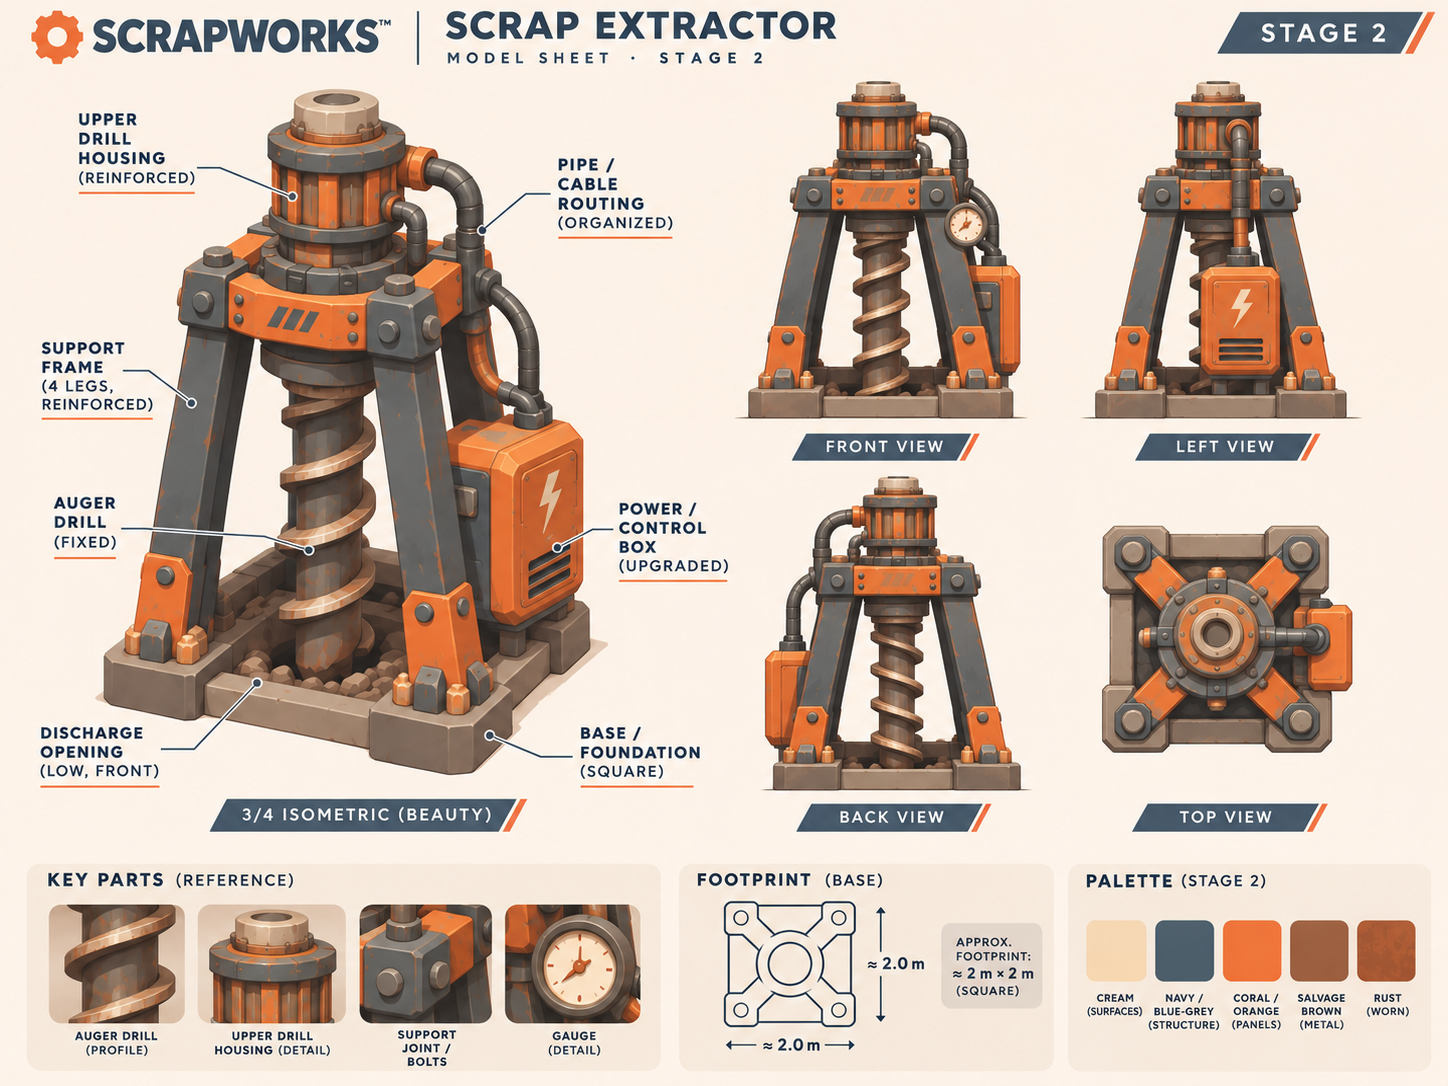 SCRAPWORKS™
SCRAP EXTRACTOR
MODEL SHEET · STAGE 2
STAGE 2
UPPER
DRILL
HOUSING
(REINFORCED)
PIPE /
CABLE
ROUTING
(ORGANIZED)
SUPPORT
FRAME
(4 LEGS,
REINFORCED)
AUGER
DRILL
(FIXED)
POWER /
CONTROL
BOX
(UPGRADED)
DISCHARGE
OPENING
(LOW, FRONT)
BASE /
FOUNDATION
(SQUARE)
3/4 ISOMETRIC (BEAUTY)
FRONT VIEW
LEFT VIEW
BACK VIEW
TOP VIEW
KEY PARTS (REFERENCE)
AUGER DRILL
(PROFILE)
UPPER DRILL
HOUSING (DETAIL)
SUPPORT
JOINT /
BOLTS
GAUGE
(DETAIL)
FOOTPRINT (BASE)
≈ 2.0 m
≈ 2.0 m
APPROX.
FOOTPRINT:
≈ 2 m × 2 m
(SQUARE)
PALETTE (STAGE 2)
CREAM
(SURFACES)
NAVY /
BLUE-GREY
(STRUCTURE)
CORAL /
ORANGE
(PANELS)
SALVAGE
BROWN
(METAL)
RUST
(WORN)